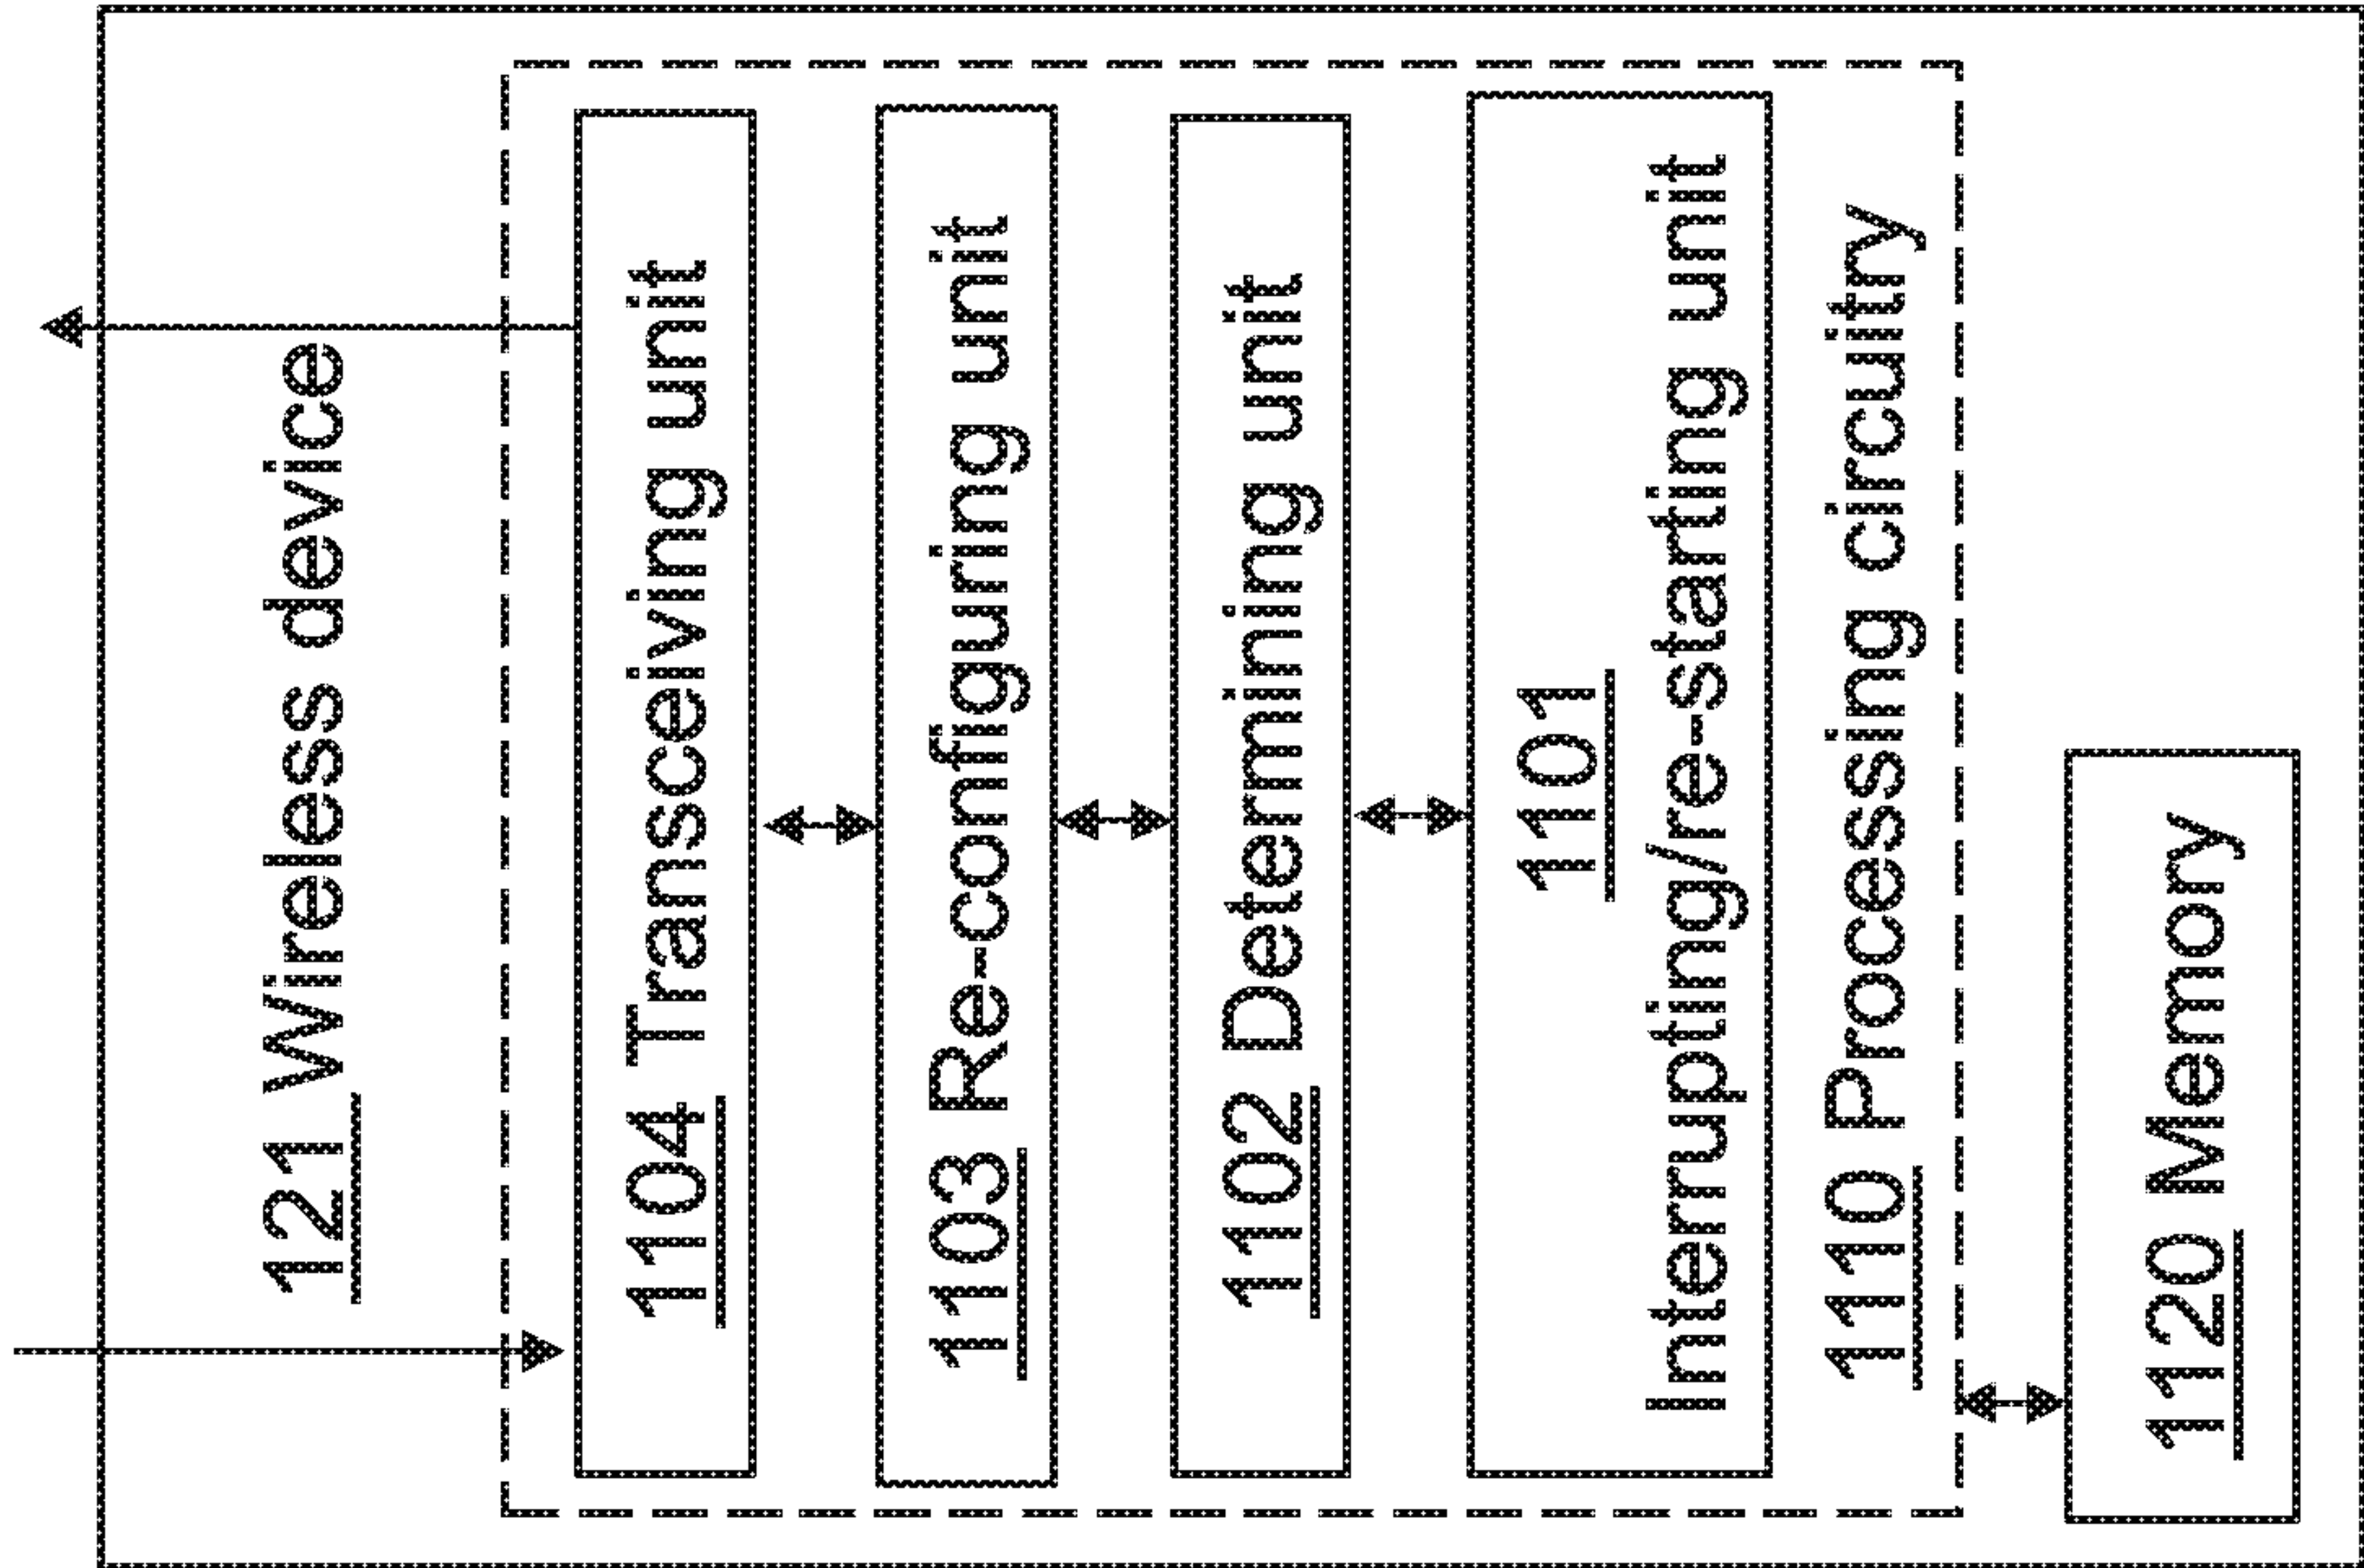 121 Wireless device
1104 Transceiving unit
1103 Re-configuring unit
1102 Determining unit
1101
Interrupting/re-starting unit
1110 Processing circuitry
1120 Memory